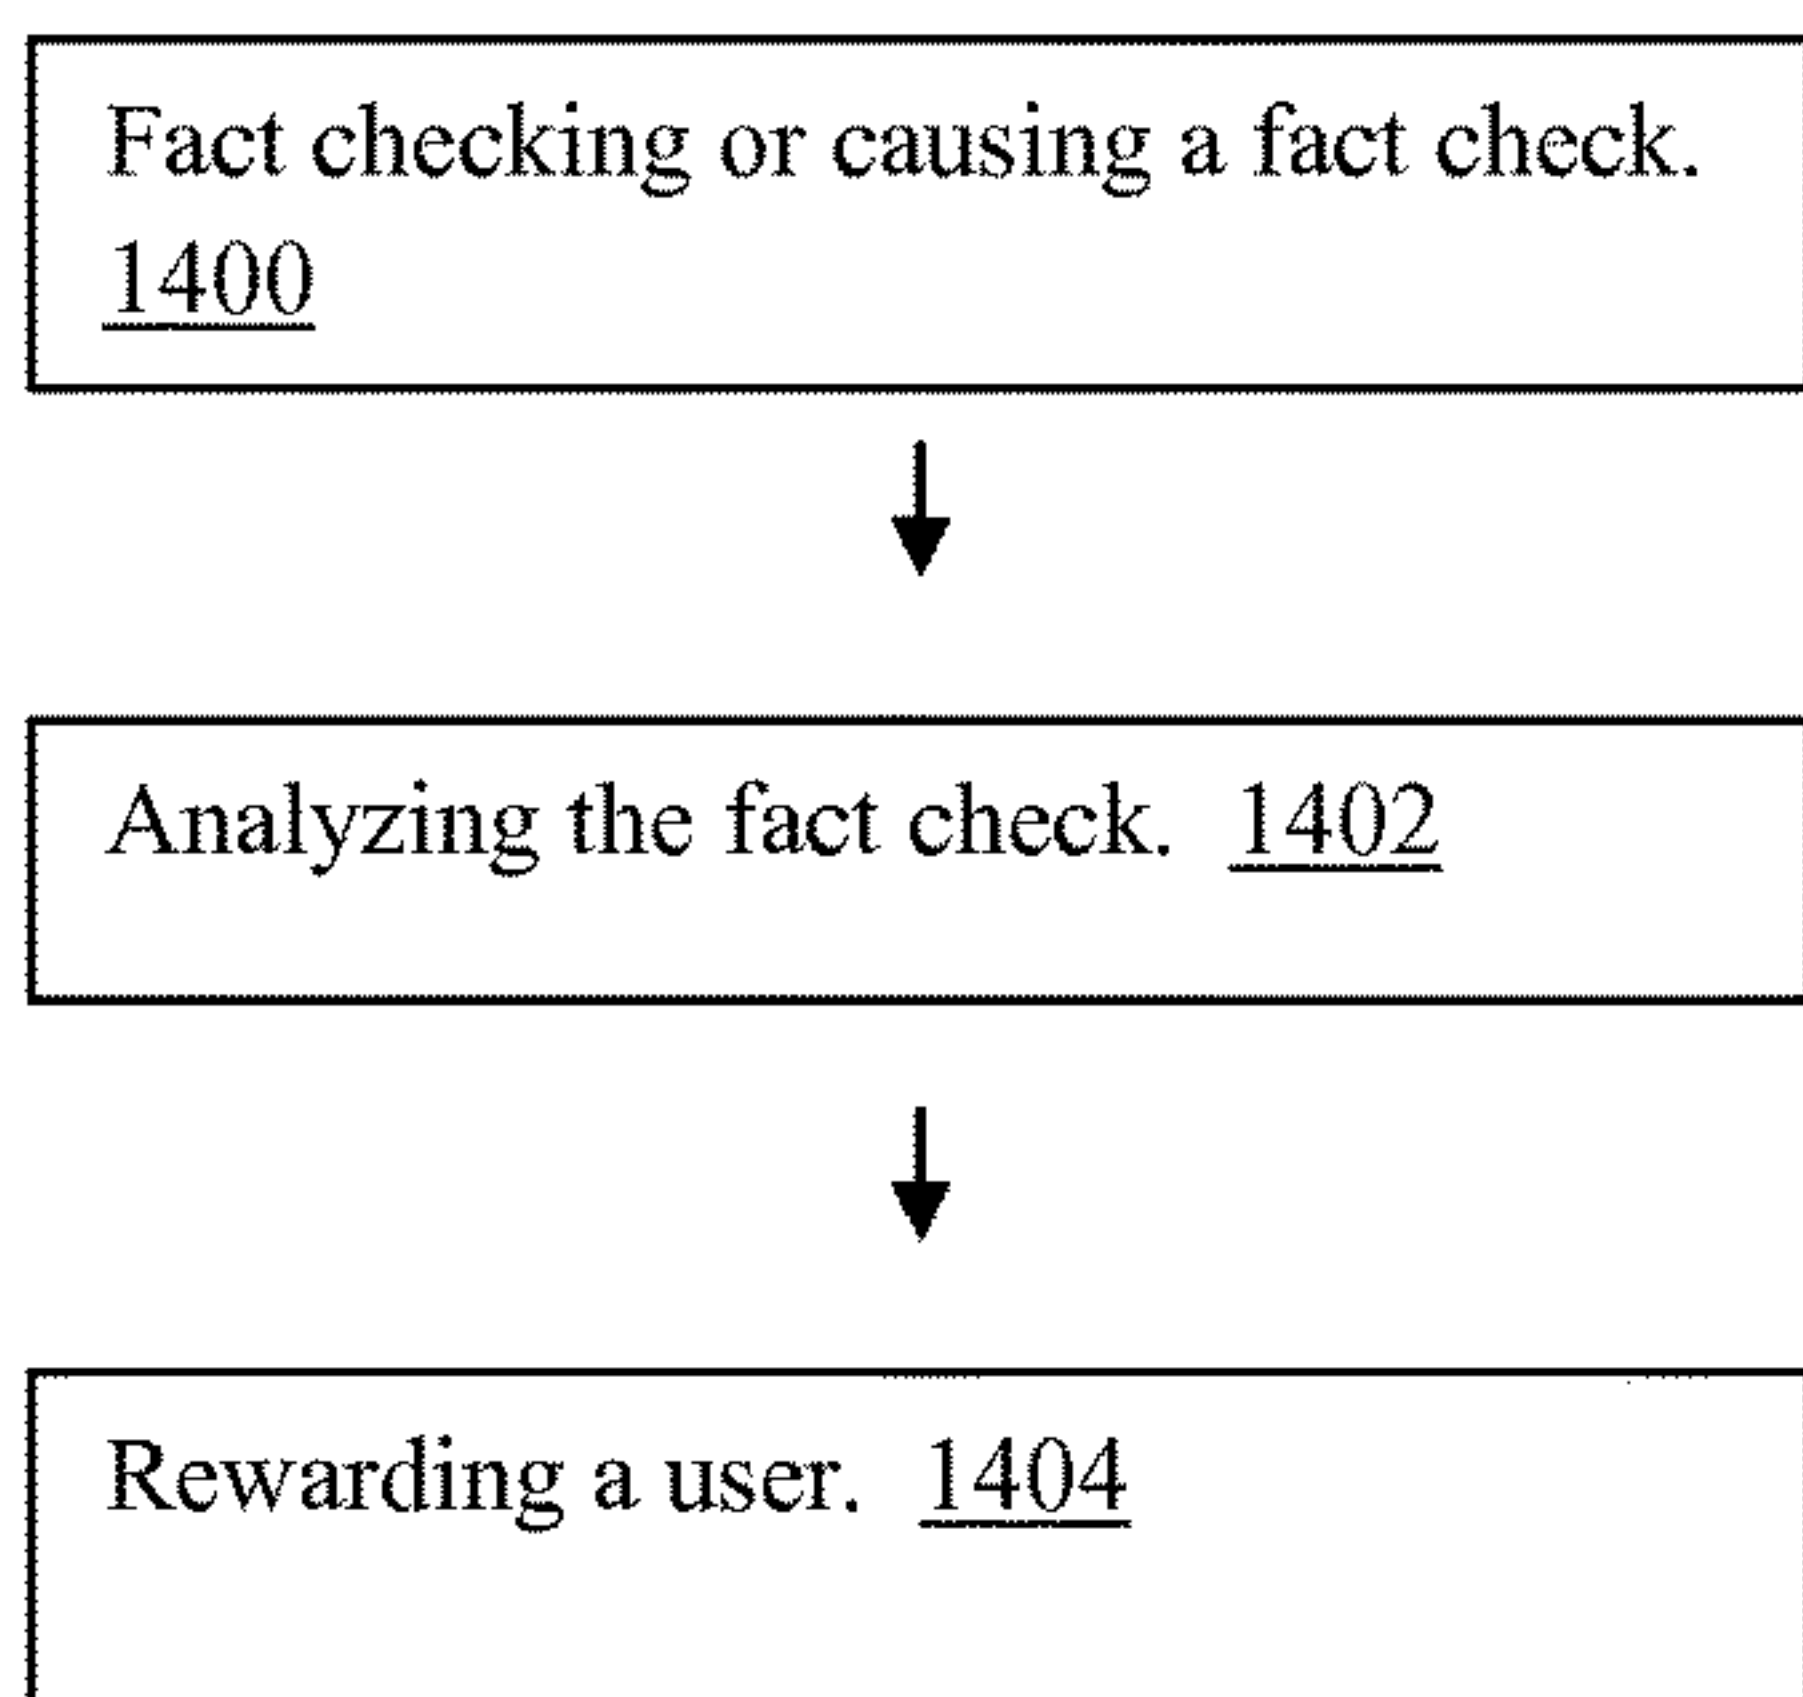 Fact checking or causing a fact check.
1400
Analyzing the fact check. 1402
Rewarding a user. 1404